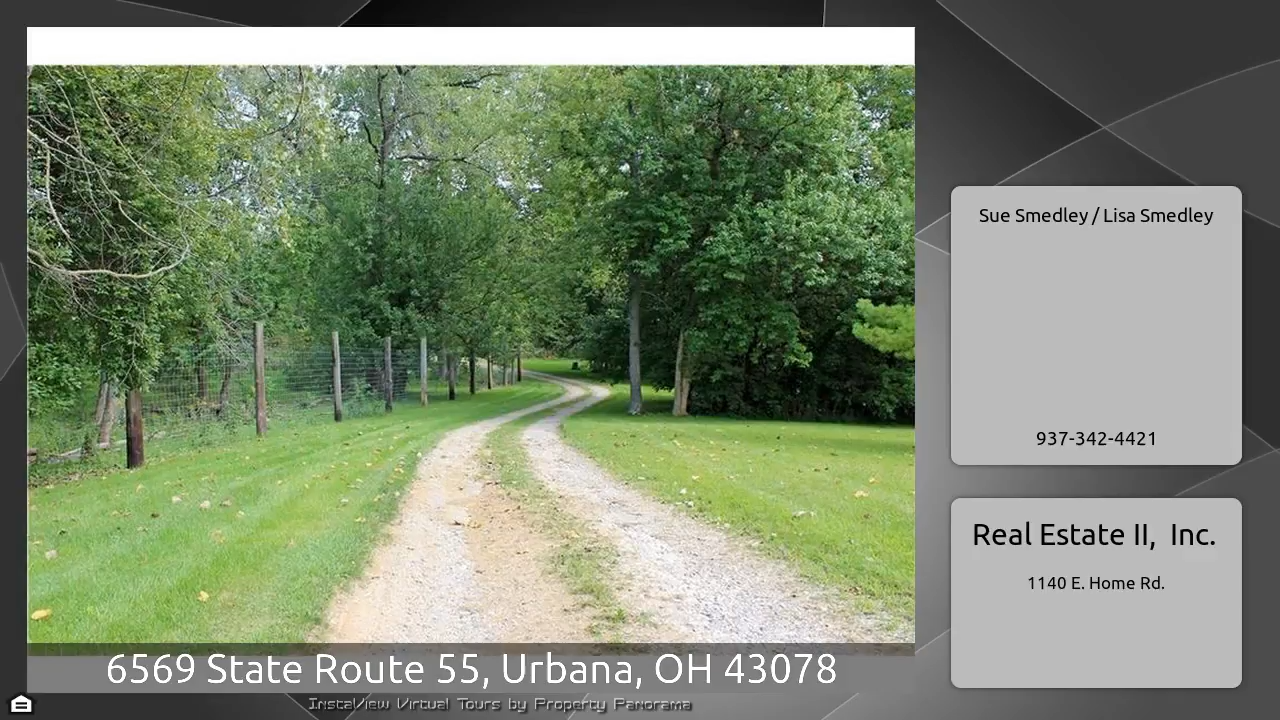 Sue Smedley / Lisa Smedley
937-342-4421
Real Estate II, Inc.
1140 E. Home Rd.
6569 State Route 55, Urbana, OH 43078
InstaView Virtual Tours by Property Panorama